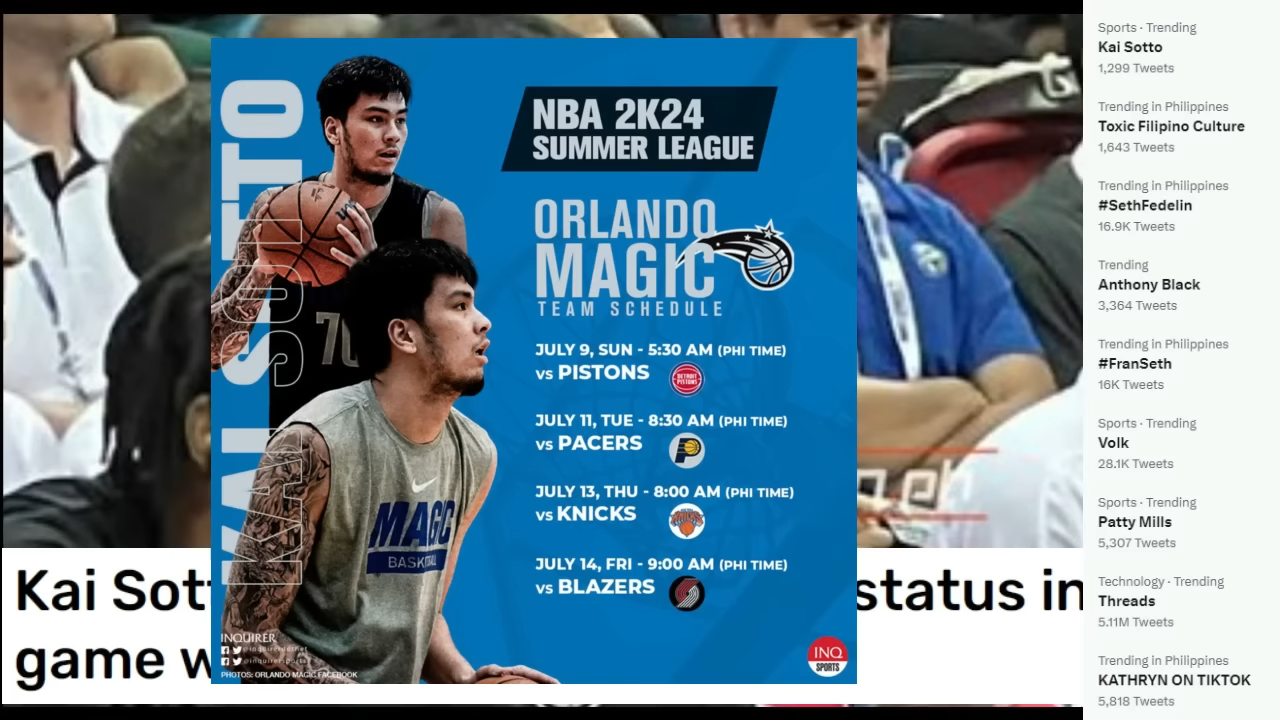 KAI SOTTO
NBA 2K24
SUMMER LEAGUE
ORLANDO
MAGIC
TEAM SCHEDULE
JULY 9, SUN - 5:30 AM (PHI TIME)
vs PISTONS
DETROIT
PISTONS
JULY 11, TUE - 8:30 AM (PHI TIME)
vs PACERS
JULY 13, THU - 8:00 AM (PHI TIME)
vs KNICKS
JULY 14, FRI - 9:00 AM (PHI TIME)
vs BLAZERS
MAGIC
INQUIRER
@inquirerdotnet
@inquirersports
PHOTOS: ORLANDO MAGIC FACEBOOK
INQ
SPORTS
Kai status in
game
Sports · Trending
Kai Sotto
1,299 Tweets
Trending in Philippines
Toxic Filipino Culture
1,643 Tweets
Trending in Philippines
#SethFedelin
16.9K Tweets
Trending
Anthony Black
3,364 Tweets
Trending in Philippines
#FranSeth
16K Tweets
Sports · Trending
Volk
28.1K Tweets
Sports · Trending
Patty Mills
5,307 Tweets
Technology · Trending
Threads
5.11M Tweets
Trending in Philippines
KATHRYN ON TIKTOK
5,818 Tweets